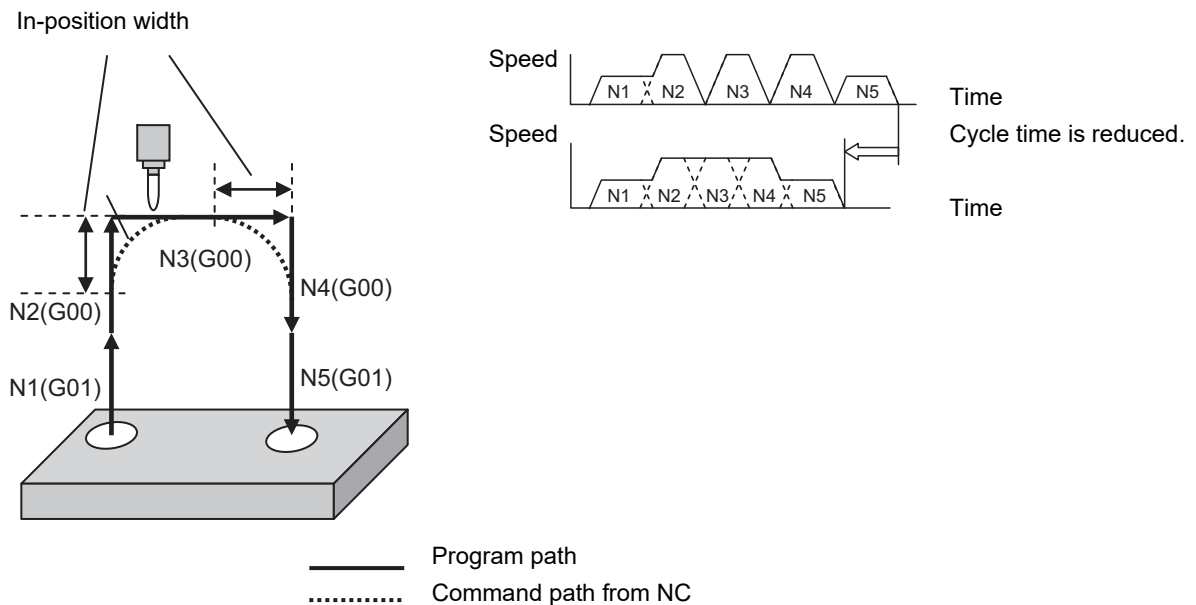 In-position width
N2(G00)
N1(G01)
N3(G00)
N4(G00)
N5(G01)
Speed
N1 N2 N3 N4 N5
Time
Cycle time is reduced.
Speed
N1 N2 N3 N4 N5
Time
Program path
Command path from NC